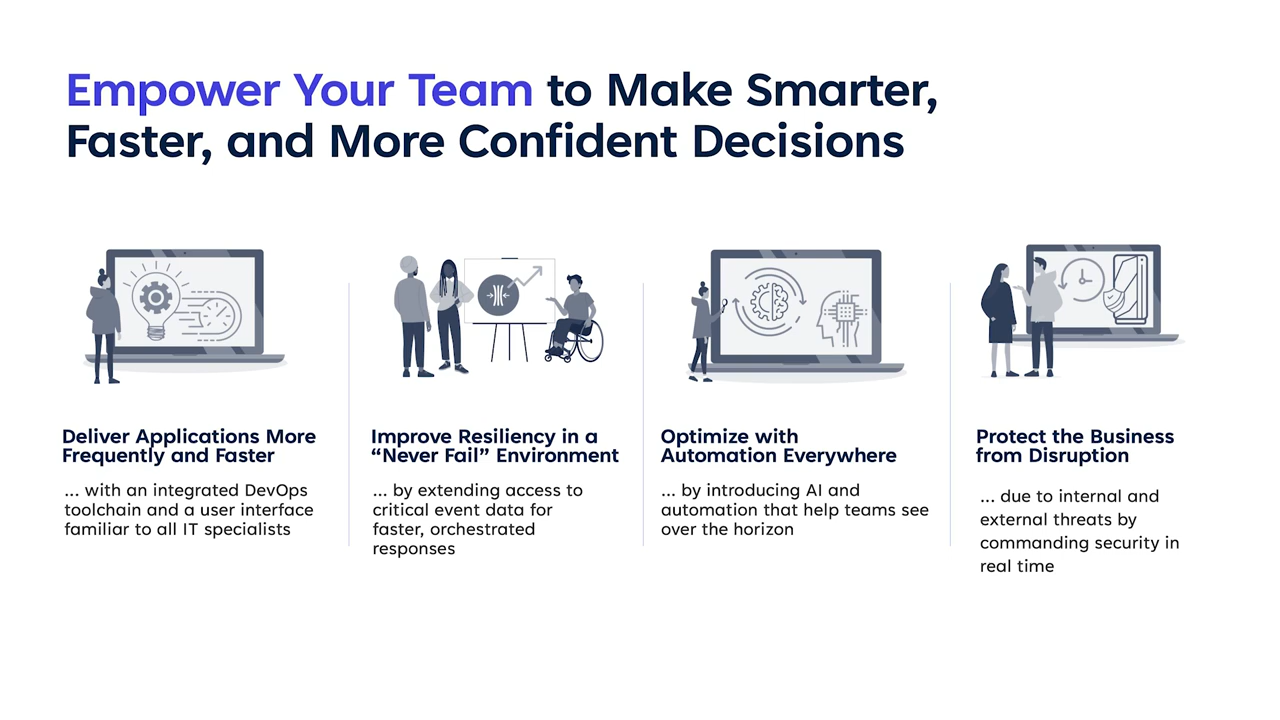 Empower Your Team to Make Smarter,
Faster, and More Confident Decisions
Deliver Applications More
Frequently and Faster
... with an integrated DevOps
toolchain and a user interface
familiar to all IT specialists
Improve Resiliency in a
“Never Fail” Environment
... by extending access to
critical event data for
faster, orchestrated
responses
Optimize with
Automation Everywhere
... by introducing AI and
automation that help teams see
over the horizon
Protect the Business
from Disruption
... due to internal and
external threats by
commanding security in
real time